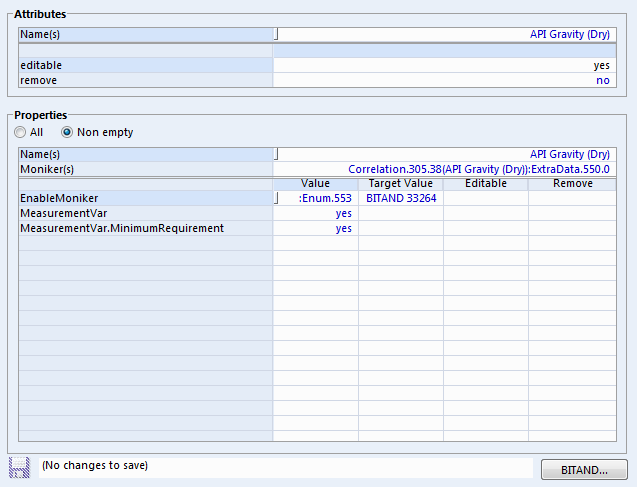 Attributes
Name(s) API Gravity (Dry)
editable yes
remove no
Properties
All Non empty
Name(s) API Gravity (Dry)
Moniker(s) Correlation.305.38(API Gravity (Dry)):ExtraData.550.0
Value Target Value Editable Remove
EnableMoniker :Enum.553 BITAND 33264
MeasurementVar yes
MeasurementVar.MinimumRequirement yes
(No changes to save) BITAND...